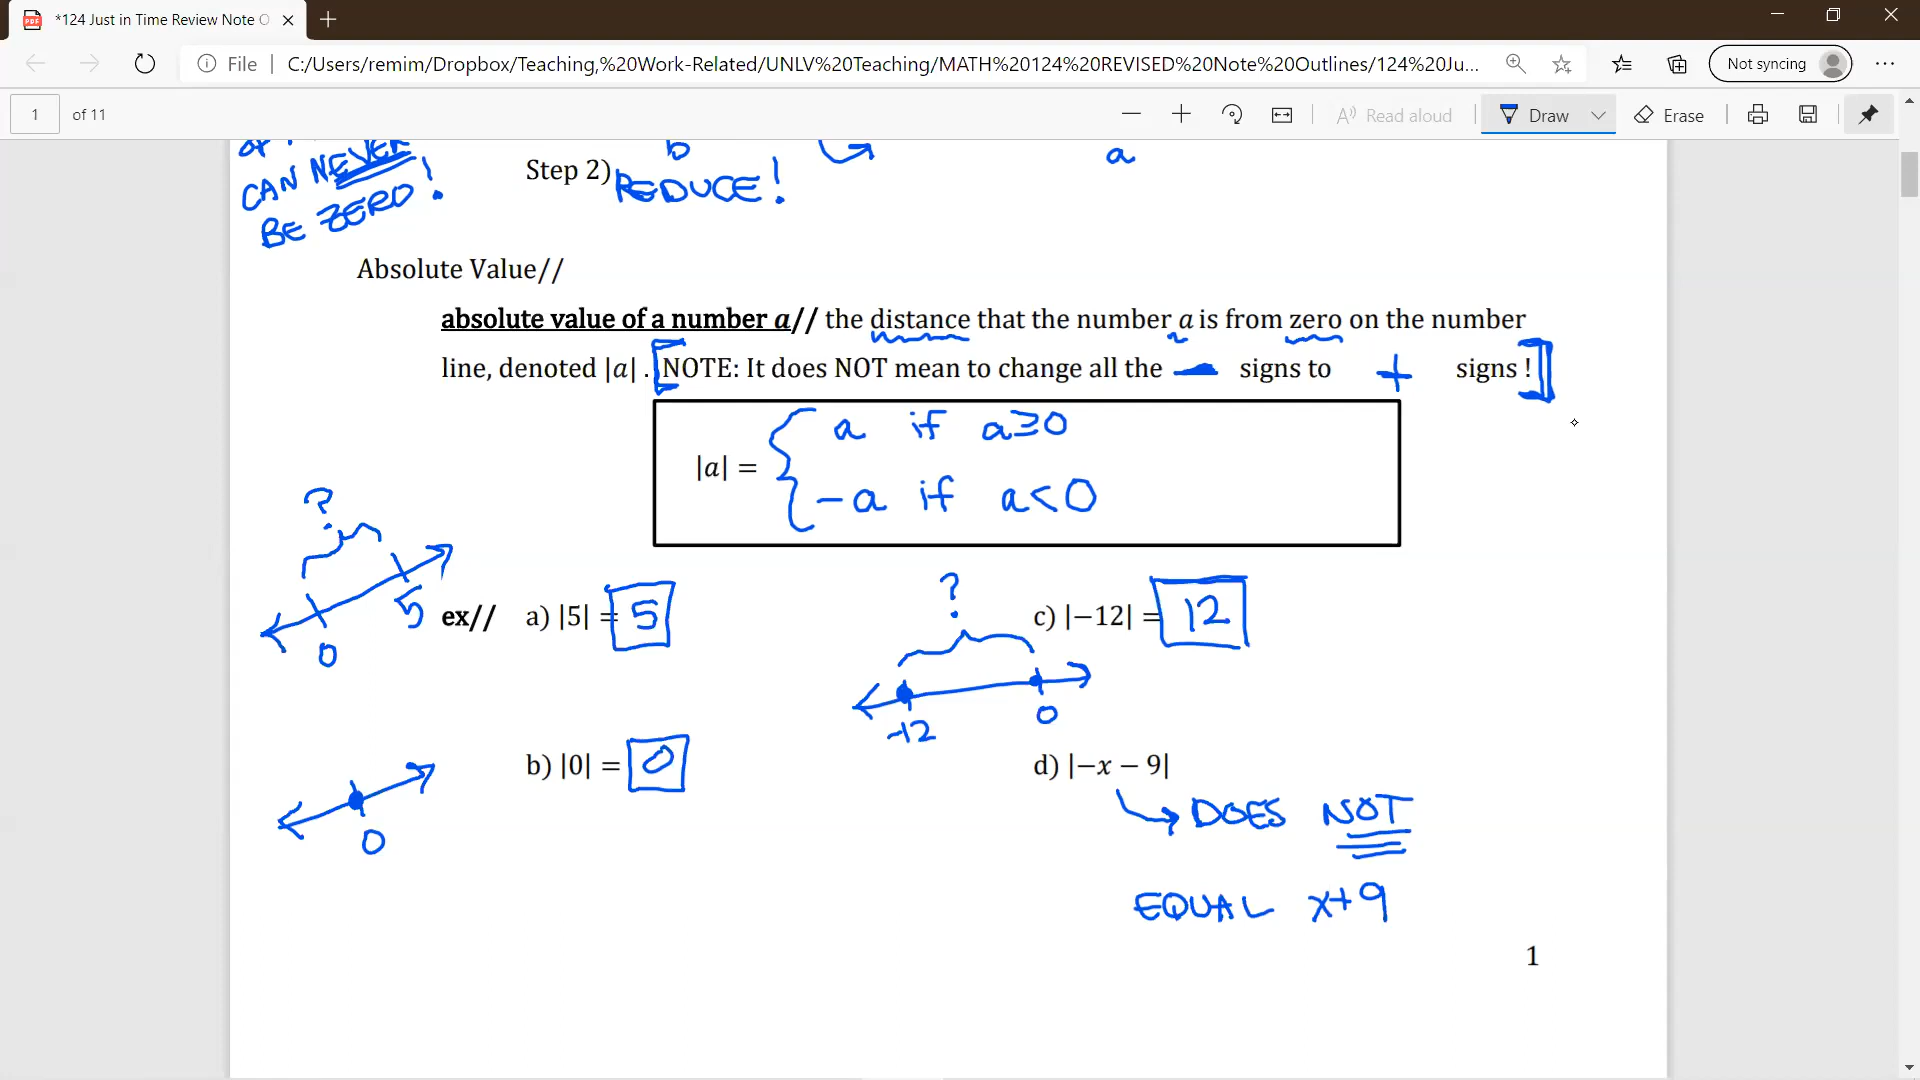 *124 Just in Time Review Note O
File
C:/Users/remim/Dropbox/Teaching,%20Work-Related/UNLV%20Teaching/MATH%20124%20REVISED%20Note%20Outlines/124%20Ju...
Not syncing
1 of 11
Read aloud
Draw
Erase
CAN NEVER
BE ZERO!
b
a
Step 2) REDUCE!
Absolute Value//
absolute value of a number a// the distance that the number a is from zero on the number
line, denoted |a| . [NOTE: It does NOT mean to change all the − signs to + signs !]
|a| = { a if a≥0
-a if a<0
?
0 5
ex// a) |5| = 5
?
c) |−12| = 12
-12 0
b) |0| = 0
0
d) |−x − 9|
→ DOES NOT
EQUAL x+9
1